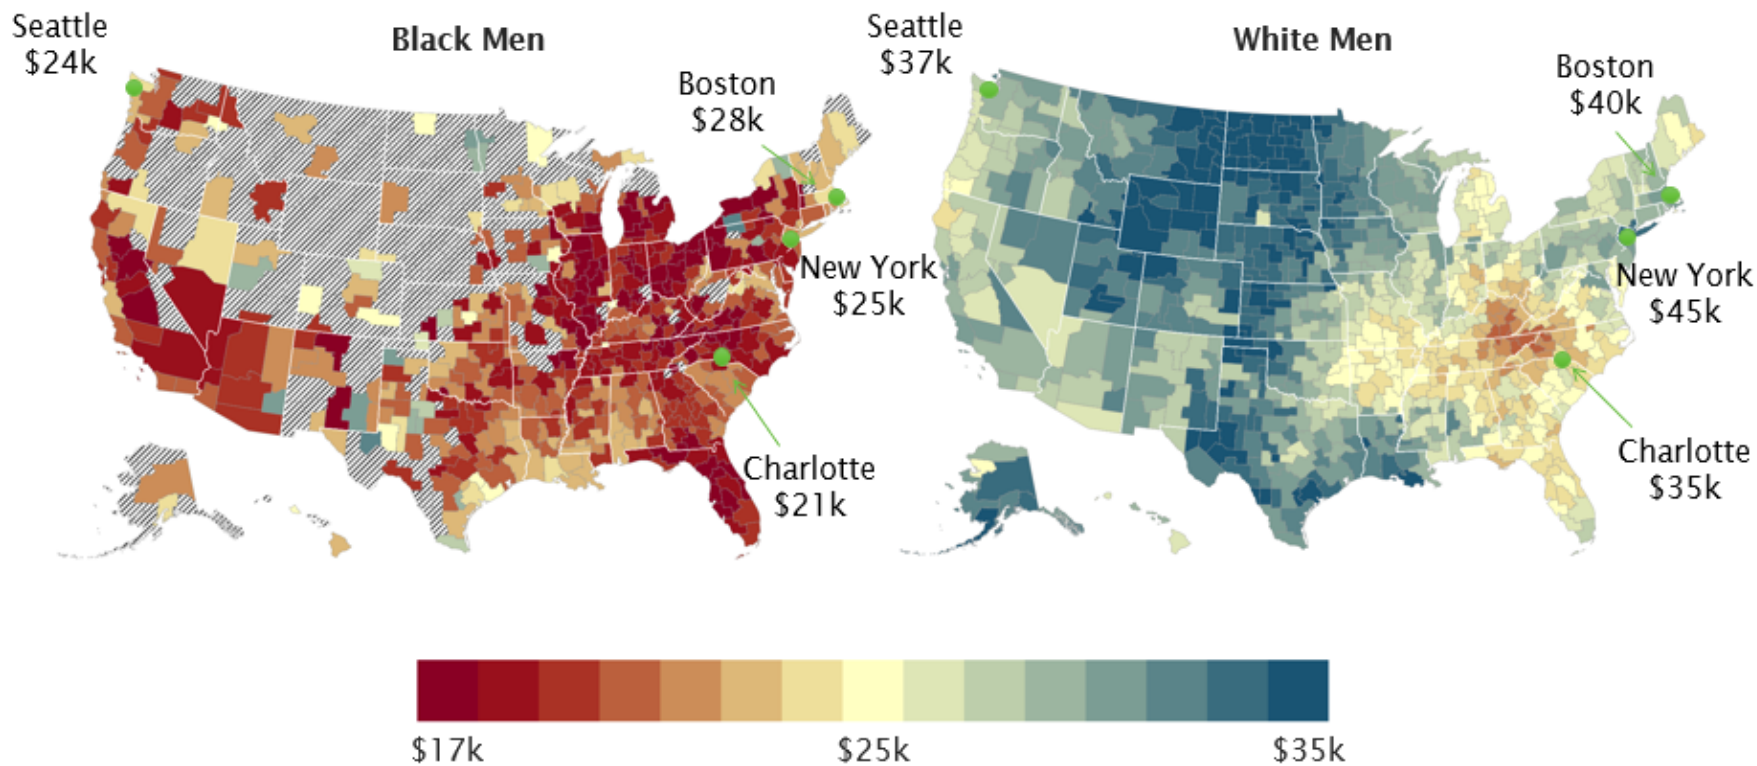 Black Men
Seattle
$24k
Boston
$28k
New York
$25k
Charlotte
$21k
White Men
Seattle
$37k
Boston
$40k
New York
$45k
Charlotte
$35k
$17k
$25k
$35k